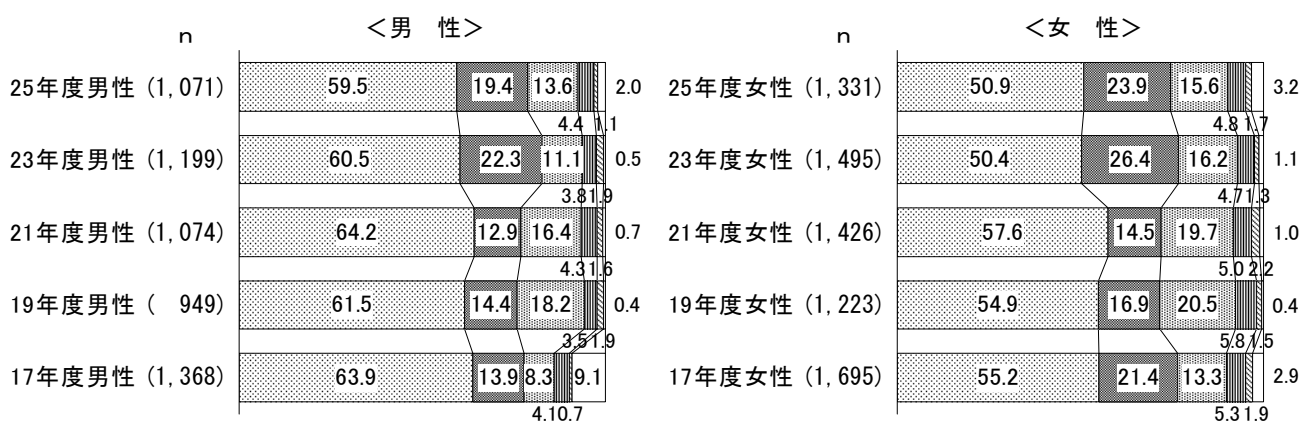 n ＜男　性＞
25年度男性 (1,071) 59.5 19.4 13.6 2.0
4.4 1.1
23年度男性 (1,199) 60.5 22.3 11.1 0.5
3.8 1.9
21年度男性 (1,074) 64.2 12.9 16.4 0.7
4.3 1.6
19年度男性 (　949) 61.5 14.4 18.2 0.4
3.5 1.9
17年度男性 (1,368) 63.9 13.9 8.3 9.1
4.1 0.7
n ＜女　性＞
25年度女性 (1,331) 50.9 23.9 15.6 3.2
4.8 1.7
23年度女性 (1,495) 50.4 26.4 16.2 1.1
4.7 1.3
21年度女性 (1,426) 57.6 14.5 19.7 1.0
5.0 2.2
19年度女性 (1,223) 54.9 16.9 20.5 0.4
5.8 1.5
17年度女性 (1,695) 55.2 21.4 13.3 2.9
5.3 1.9